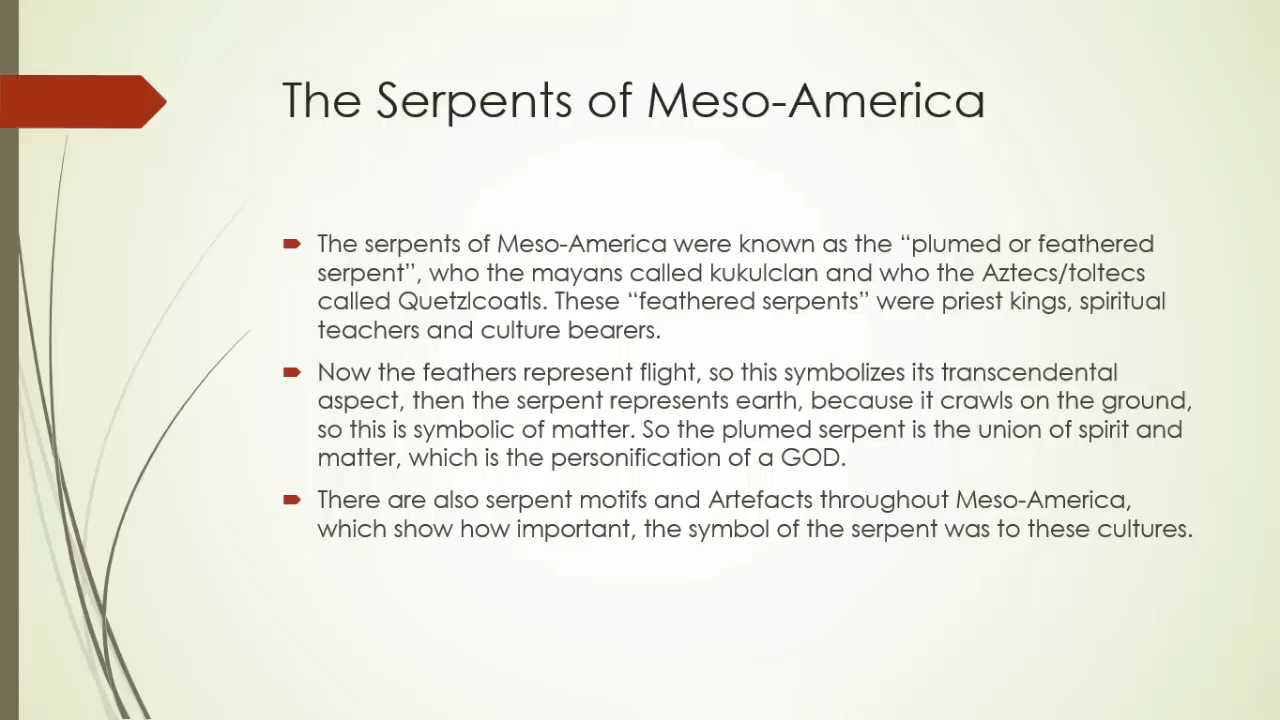 The Serpents of Meso-America
The serpents of Meso-America were known as the “plumed or feathered
serpent”, who the mayans called kukulclan and who the Aztecs/toltecs
called Quetzlcoatls. These “feathered serpents” were priest kings, spiritual
teachers and culture bearers.
Now the feathers represent flight, so this symbolizes its transcendental
aspect, then the serpent represents earth, because it crawls on the ground,
so this is symbolic of matter. So the plumed serpent is the union of spirit and
matter, which is the personification of a GOD.
There are also serpent motifs and Artefacts throughout Meso-America,
which show how important, the symbol of the serpent was to these cultures.